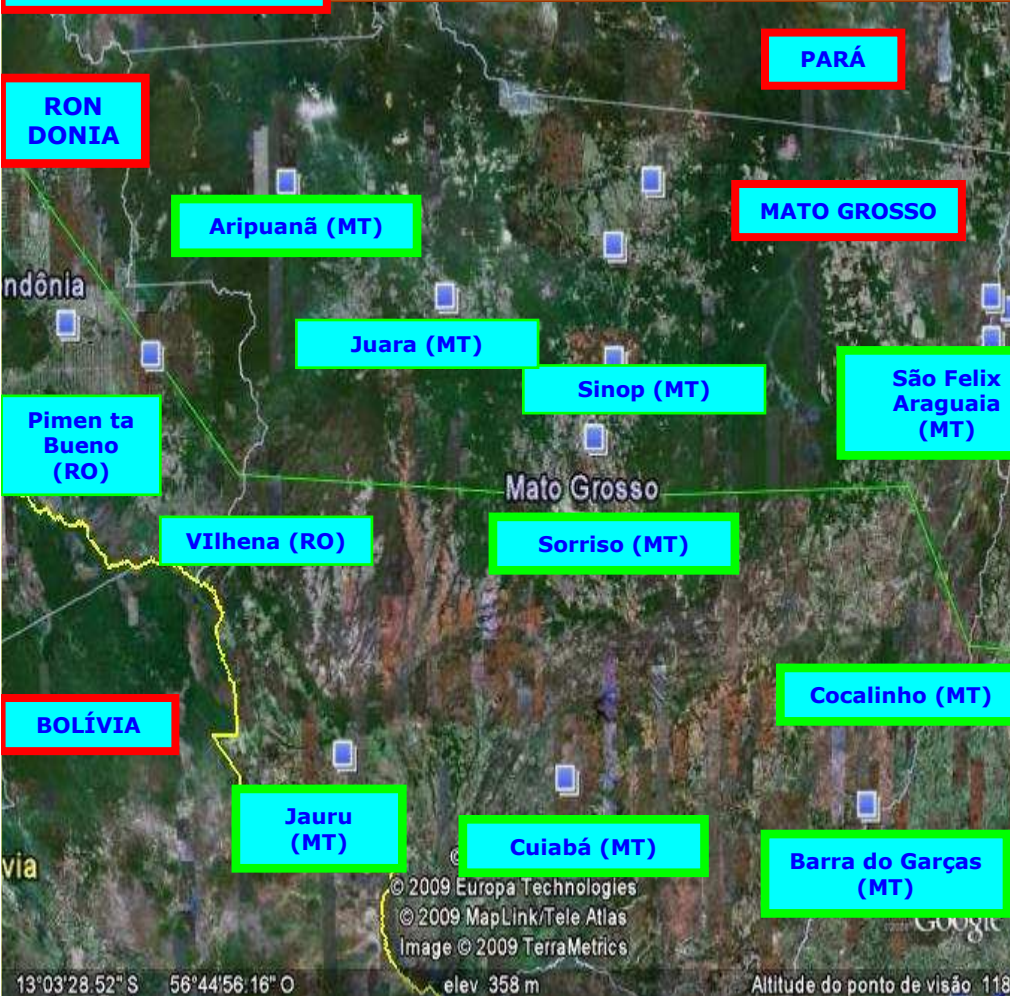 PARÁ
RON
DONIA
MATO GROSSO
Aripuanã (MT)
ndônia
Juara (MT)
Sinop (MT)
São Felix
Araguaia
(MT)
Pimen ta
Bueno
(RO)
Mato Grosso
VIlhena (RO)
Sorriso (MT)
Cocalinho (MT)
BOLÍVIA
Jauru
(MT)
Cuiabá (MT)
Barra do Garças
(MT)
via
© 2009 Europa Technologies
© 2009 MapLink/Tele Atlas
Image © 2009 TerraMetrics
Google
13°03'28.52" S 56°44'56.16" O elev 358 m Altitude do ponto de visão 118